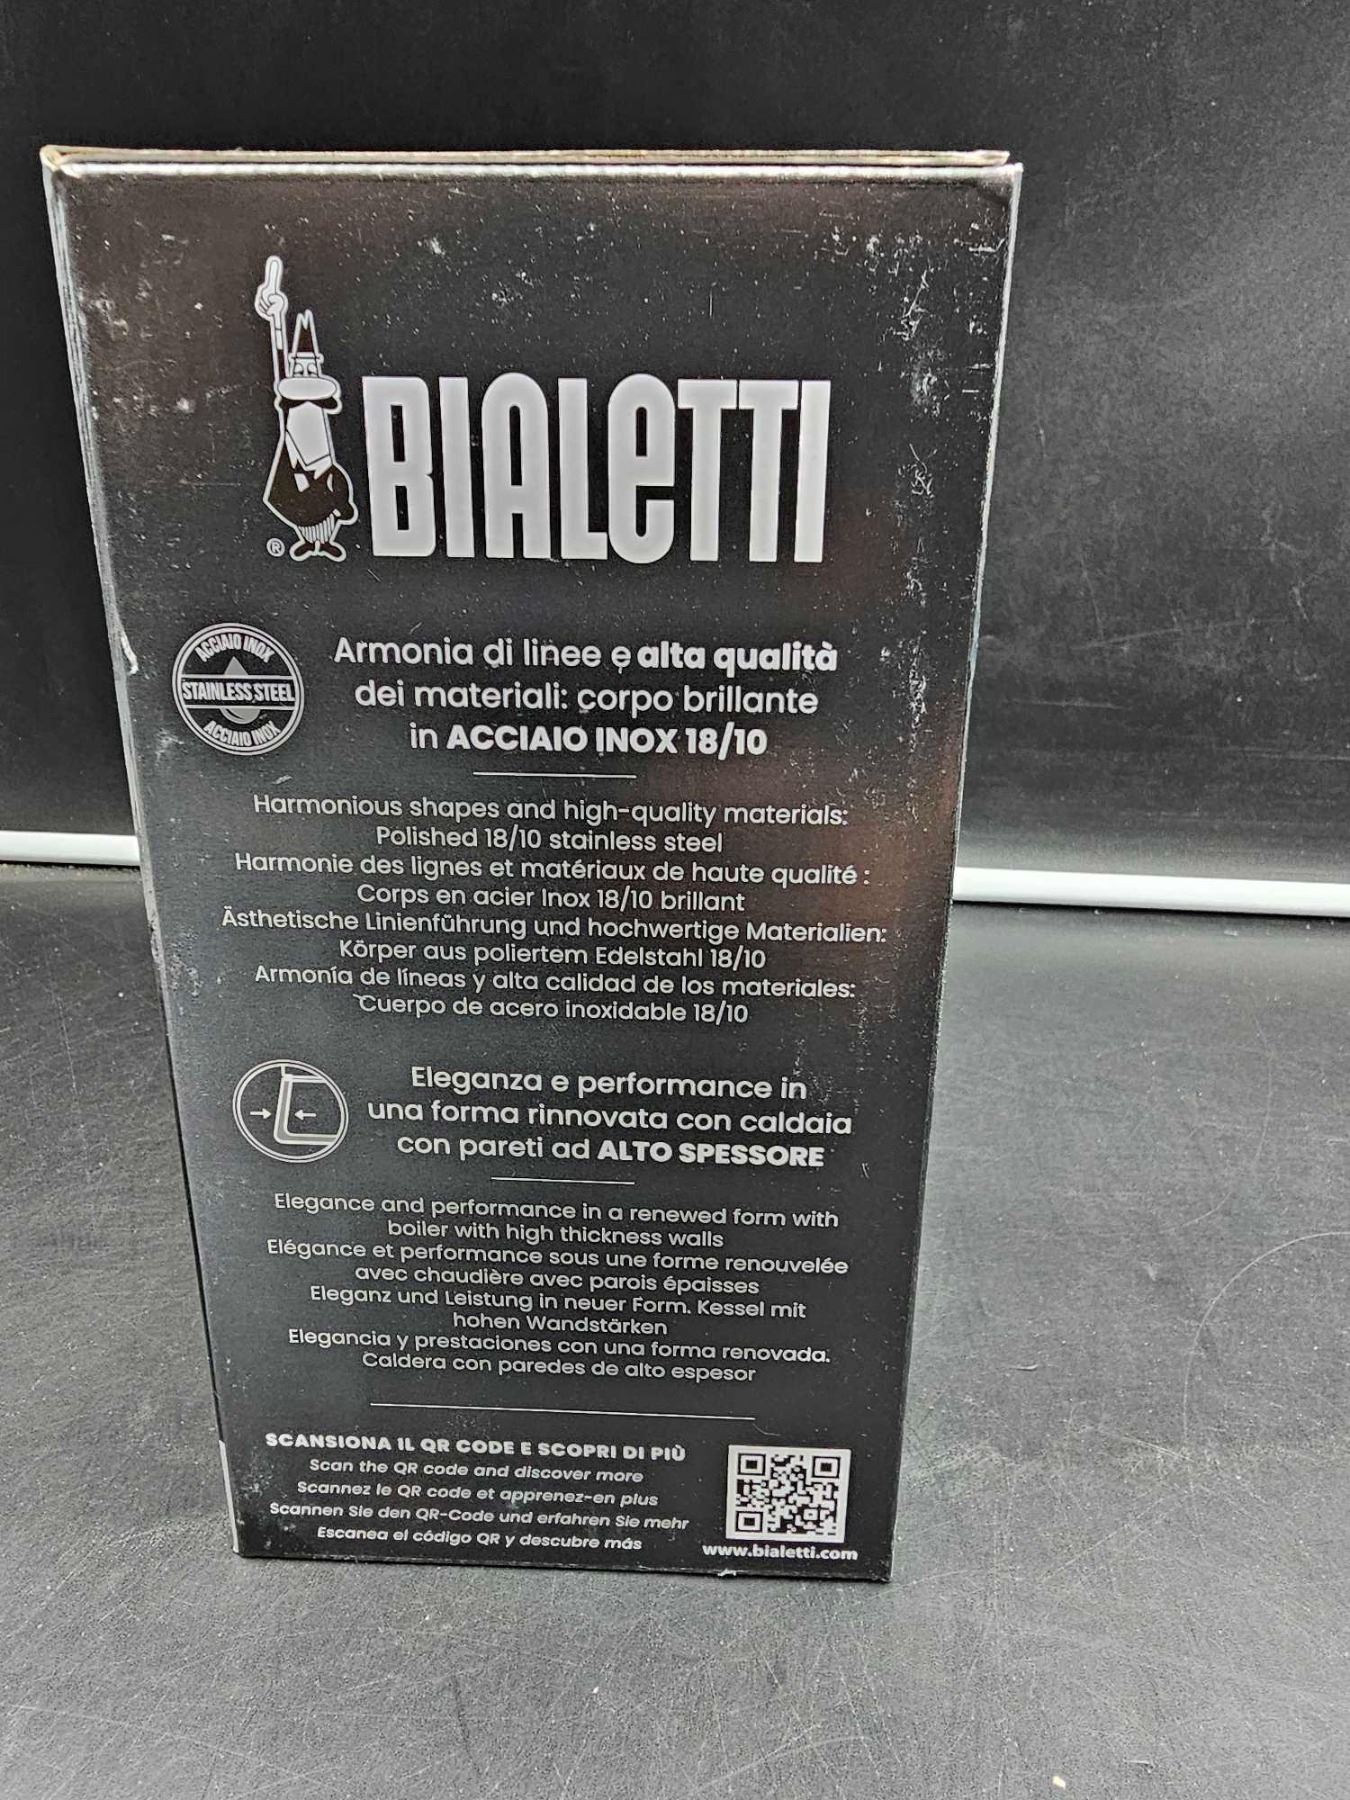 BIALETTI
®
ACCIAIO INOX
STAINLESS STEEL
ACCIAIO INOX
Armonia di linee e alta qualità
dei materiali: corpo brillante
in ACCIAIO INOX 18/10
Harmonious shapes and high-quality materials:
Polished 18/10 stainless steel
Harmonie des lignes et matériaux de haute qualité :
Corps en acier Inox 18/10 brillant
Ästhetische Linienführung und hochwertige Materialien:
Körper aus poliertem Edelstahl 18/10
Armonía de líneas y alta calidad de los materiales:
Cuerpo de acero inoxidable 18/10
Eleganza e performance in
una forma rinnovata con caldaia
con pareti ad ALTO SPESSORE
Elegance and performance in a renewed form with
boiler with high thickness walls
Elégance et performance sous une forme renouvelée
avec chaudière avec parois épaisses
Eleganz und Leistung in neuer Form. Kessel mit
hohen Wandstärken
Elegancia y prestaciones con una forma renovada.
Caldera con paredes de alto espesor
SCANSIONA IL QR CODE E SCOPRI DI PIÙ
Scan the QR code and discover more
Scannez le QR code et apprenez-en plus
Scannen Sie den QR-Code und erfahren Sie mehr
Escanea el código QR y descubre más
www.bialetti.com